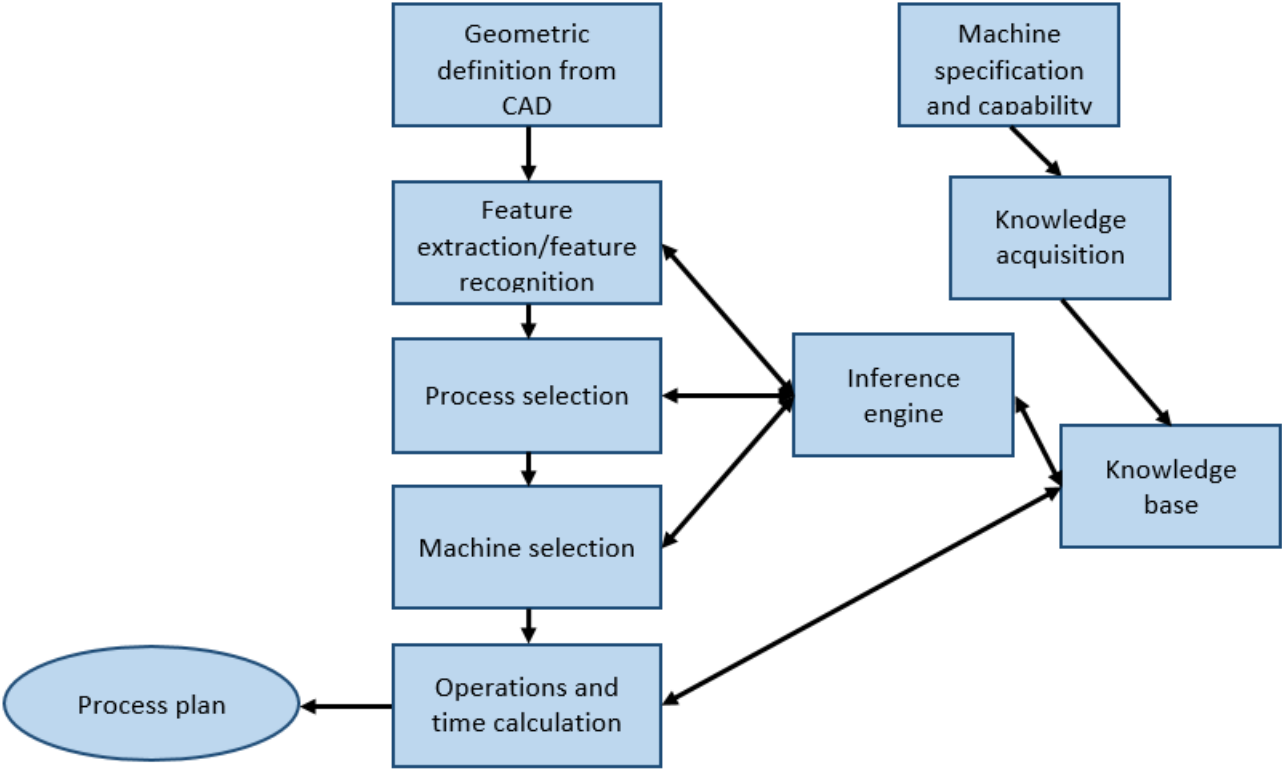 Geometric
definition from
CAD
Machine
specification
and capability
Feature
extraction/feature
recognition
Knowledge
acquisition
Process selection
Inference
engine
Knowledge
base
Machine selection
Operations and
time calculation
Process plan